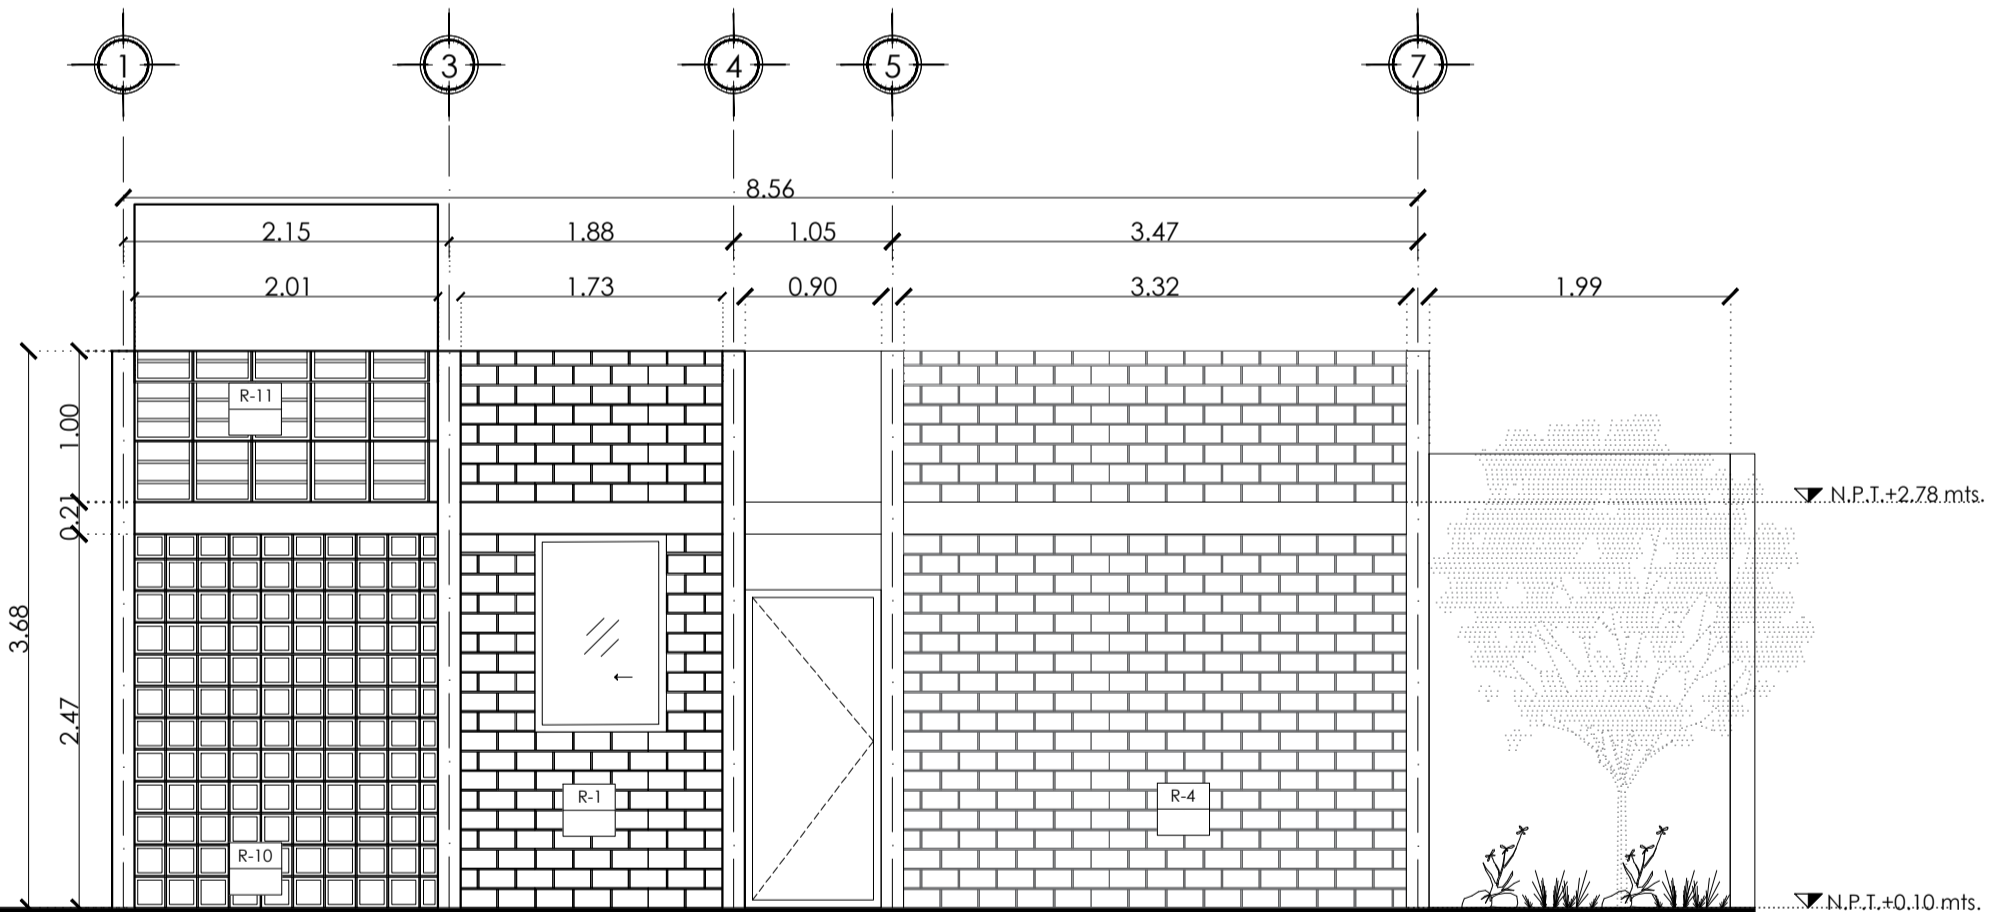 1 3 4 5 7
8.56
2.15 1.88 1.05 3.47
2.01 1.73 0.90 3.32 1.99
R-11
1.00
N.P.T.+2.78 mts.
0.21
3.68
2.47
R-1 R-4
R-10
N.P.T.+0.10 mts.